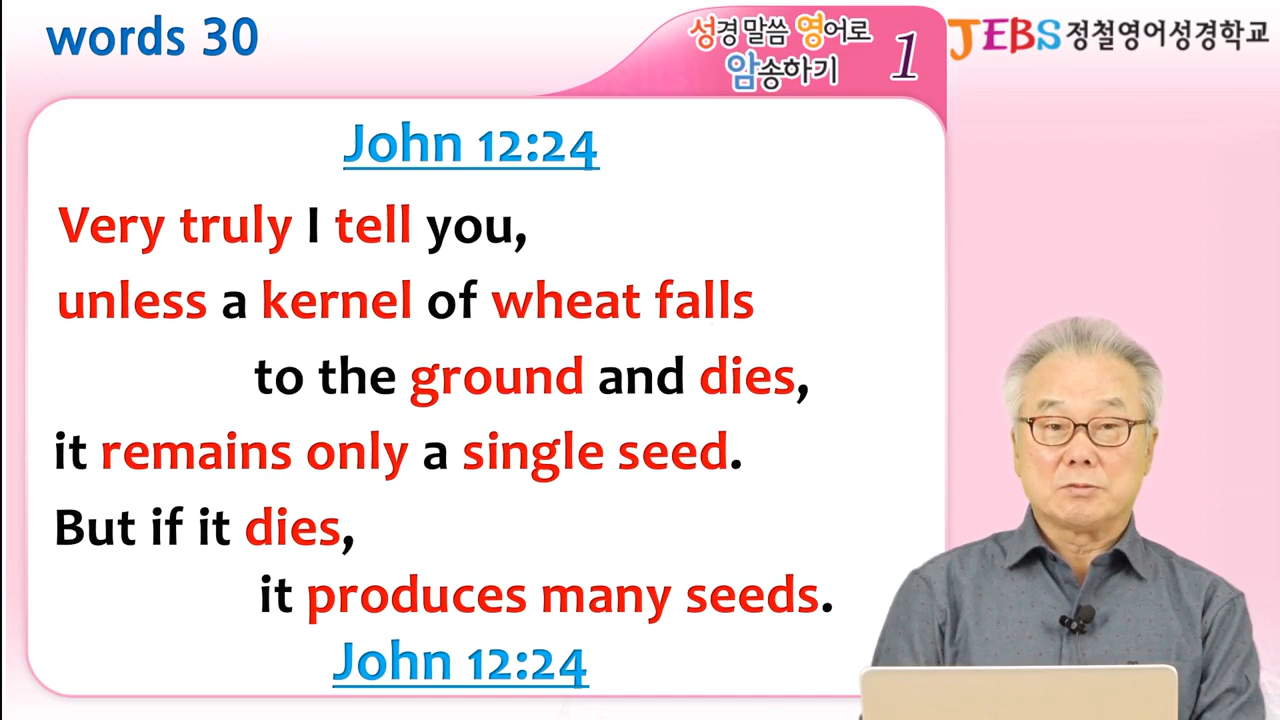 words 30
성경 말씀 영어로
암송하기
1
JEBS 정철영어성경학교
John 12:24
Very truly I tell you,
unless a kernel of wheat falls
to the ground and dies,
it remains only a single seed.
But if it dies,
it produces many seeds.
John 12:24